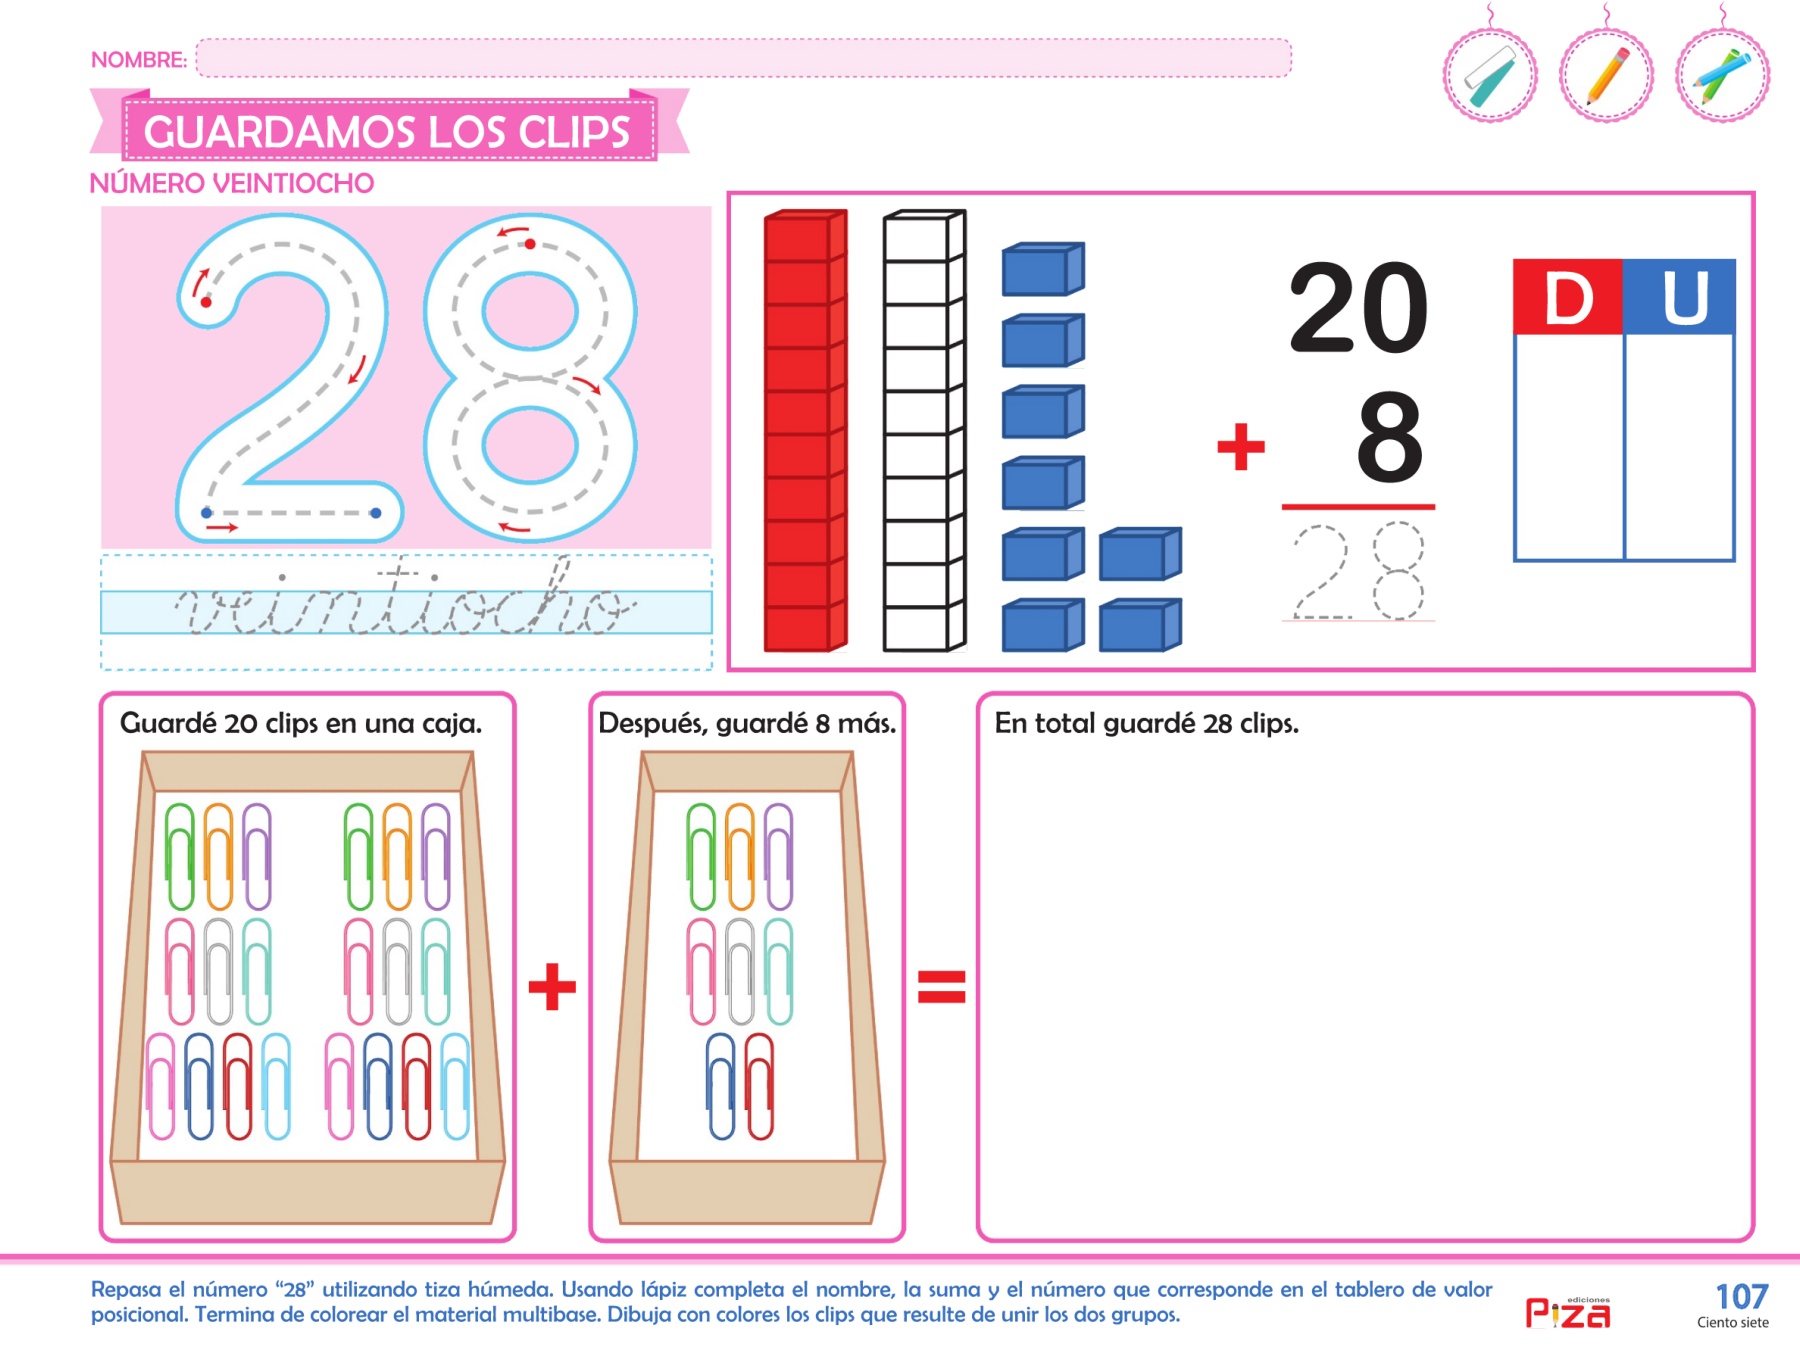 NOMBRE:
GUARDAMOS LOS CLIPS
NÚMERO VEINTIOCHO
28
veintiocho
20
+ 8
28
D U
Guardé 20 clips en una caja.
+
Después, guardé 8 más.
=
En total guardé 28 clips.
Repasa el número “28” utilizando tiza húmeda. Usando lápiz completa el nombre, la suma y el número que corresponde en el tablero de valor
posicional. Termina de colorear el material multibase. Dibuja con colores los clips que resulte de unir los dos grupos.
ediciones
Piza
107
Ciento siete